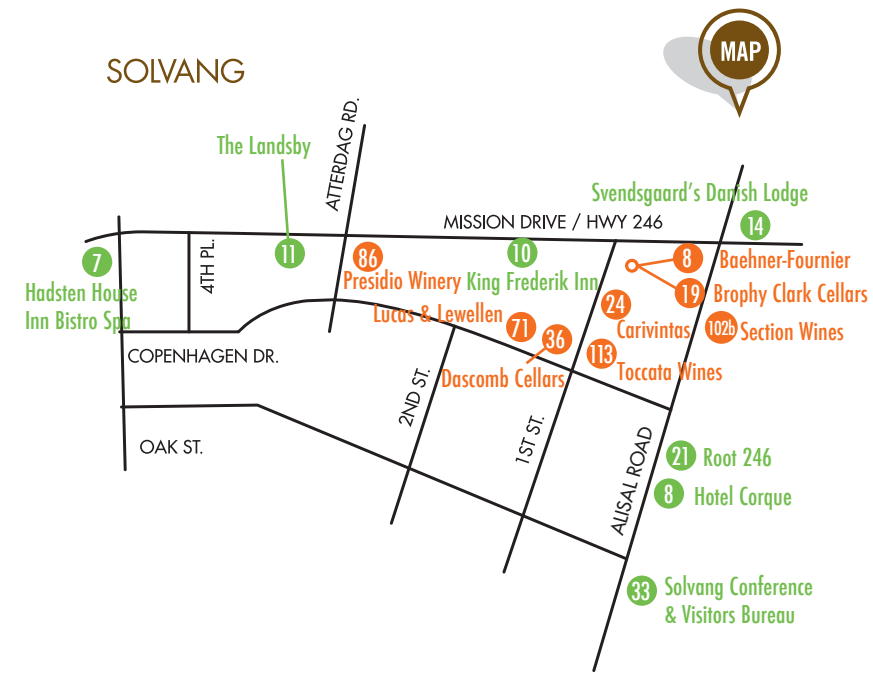 SOLVANG
MAP
The Landsby
ATTERDAG RD.
Svendsgaard's Danish Lodge
MISSION DRIVE / HWY 246
14
7
4TH PL.
11
86
10
8
Baehner-Fournier
Hadsten House
Inn Bistro Spa
Presidio Winery
King Frederik Inn
19
Brophy Clark Cellars
24
Carivintas
Lucas & Lewellen
71
102b
Section Wines
36
113
COPENHAGEN DR.
Dascomb Cellars
Toccata Wines
2ND ST.
1ST ST.
OAK ST.
ALISAL ROAD
21
Root 246
8
Hotel Corque
33
Solvang Conference
& Visitors Bureau